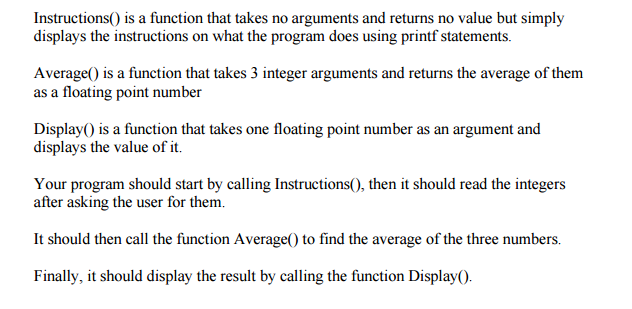 Instructions() is a function that takes no arguments and returns no value but simply
displays the instructions on what the program does using printf statements.
Average() is a function that takes 3 integer arguments and returns the average of them
as a floating point number
Display() is a function that takes one floating point number as an argument and
displays the value of it.
Your program should start by calling Instructions(), then it should read the integers
after asking the user for them.
It should then call the function Average() to find the average of the three numbers.
Finally, it should display the result by calling the function Display().